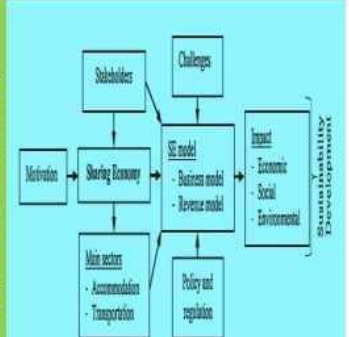 Stakeholders
Challenges
Motivation
Sharing Economy
SE model
- Business model
- Revenue model
Impact
- Economic
- Social
- Environmental
Sustainability
Development
Main sectors
- Accommodation
- Transportation
Policy and
regulation